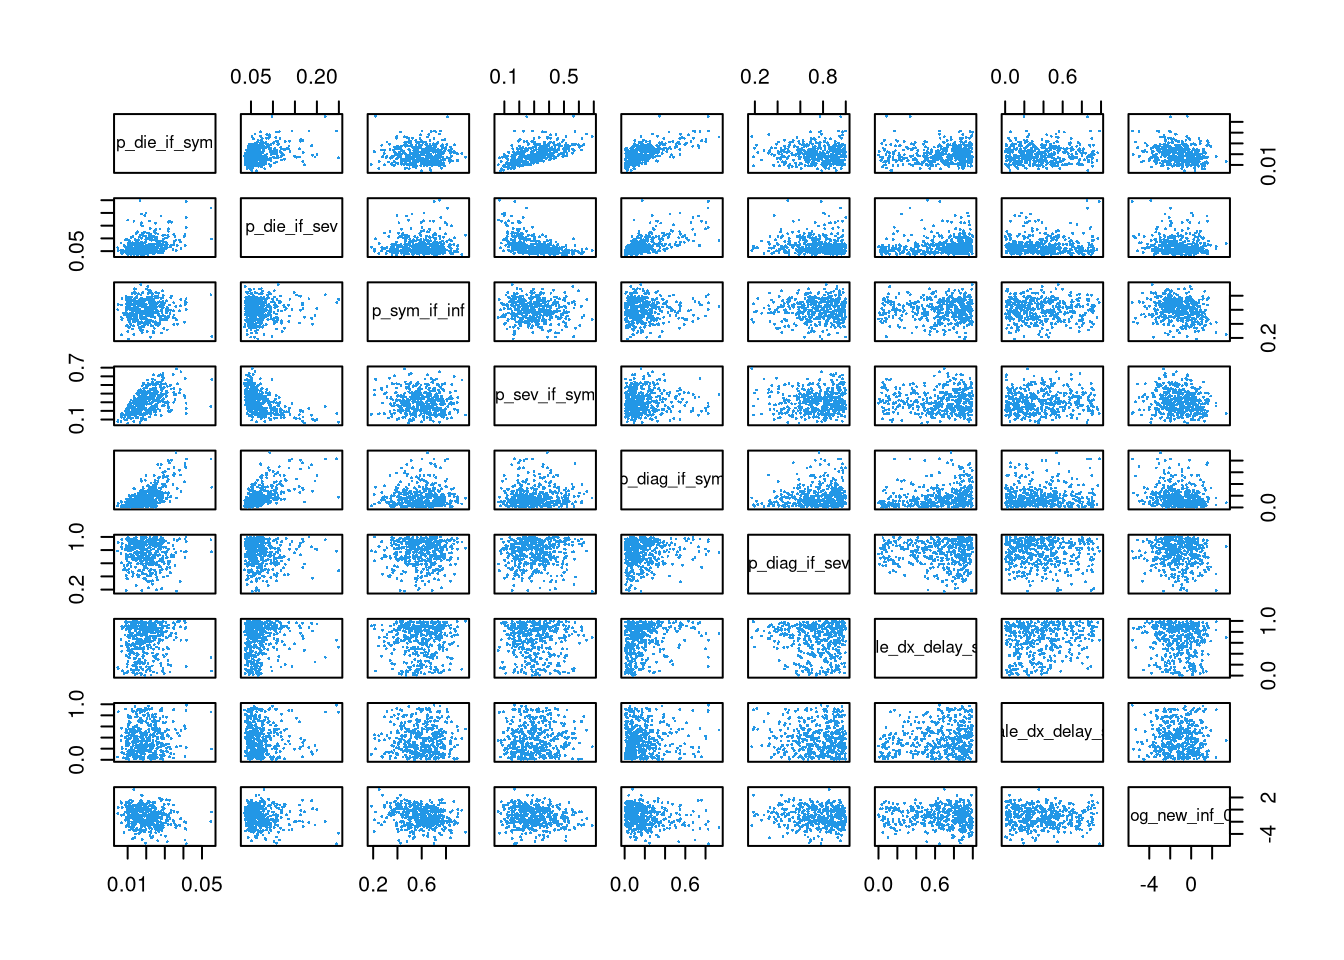 0.05 0.20 0.1 0.5 0.2 0.8 0.0 0.6
p_die_if_sym 0.01
0.05 p_die_if_sev
p_sym_if_inf 0.2
0.1 0.7 p_sev_if_sym
p_diag_if_sym 0.0
0.2 1.0 p_diag_if_sev
le_dx_delay_s 0.0 1.0
0.0 1.0 ale_dx_delay_
og_new_inf_0 -4 2
0.01 0.05 0.2 0.6 0.0 0.6 0.0 0.6 -4 0